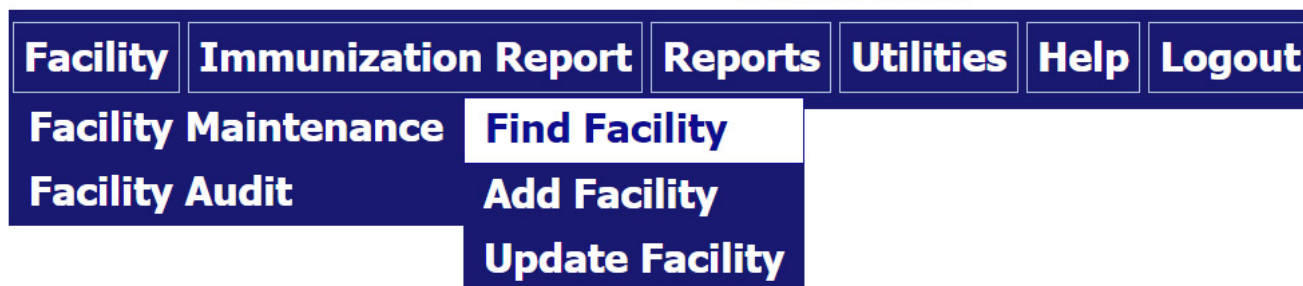 Facility Immunization Report Reports Utilities Help Logout
Facility Maintenance Find Facility
Facility Audit Add Facility
Update Facility